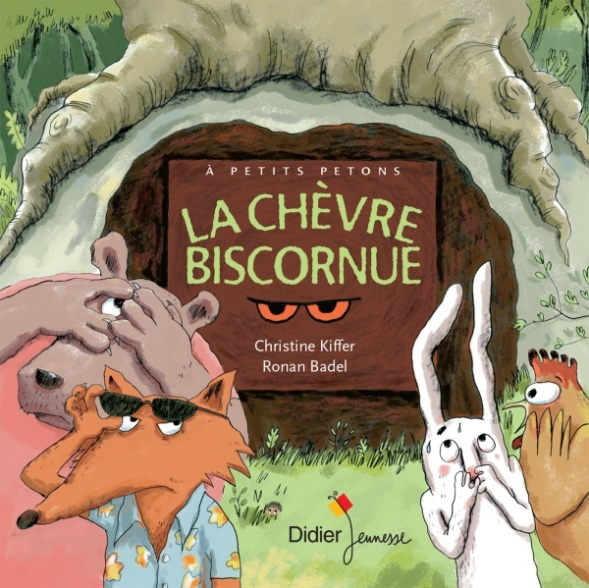 À PETITS PETONS
LA CHÈVRE
BISCORNUE
Christine Kiffer
Ronan Badel
Didier Jeunesse